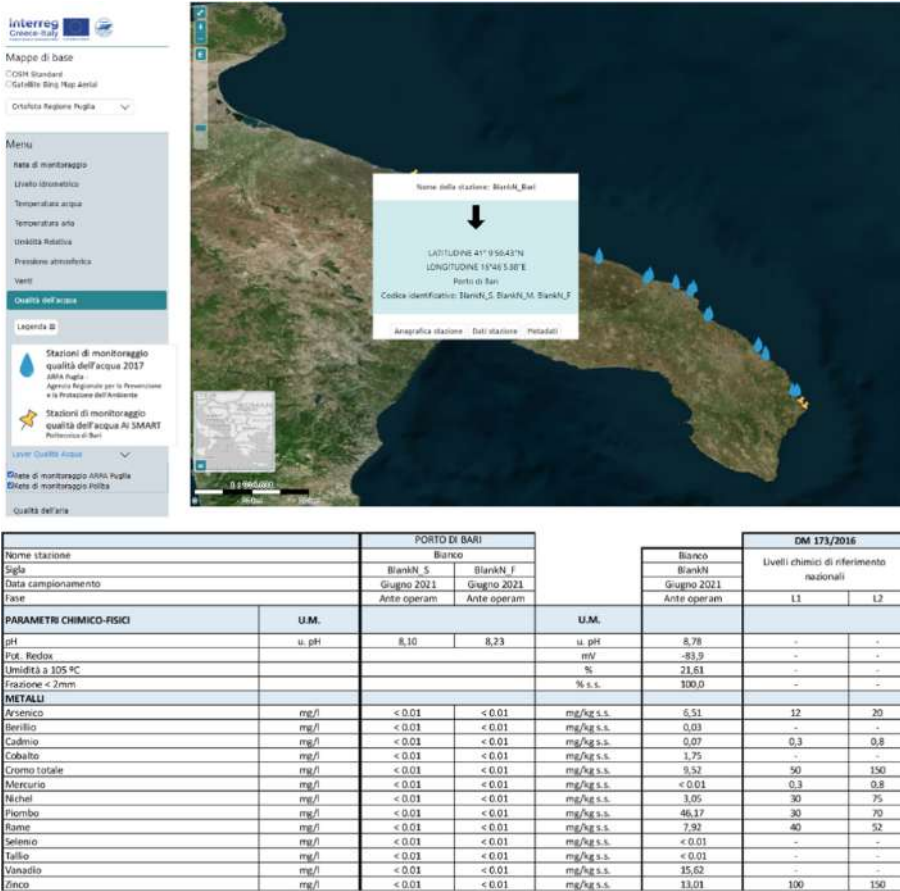 Interreg
Greece-Italy
Mappe di base
OSM Standard
Satellite Bing Map Aerial
Ortofoto Regione Puglia
Menu
Rete di monitoraggio
Livello idrometrico
Temperatura acqua
Temperatura aria
Umidità Relativa
Pressione atmosferica
Venti
Qualità dell'acqua
Legenda
Stazioni di monitoraggio
qualità dell'acqua 2017
ARPA Puglia -
Agenzia Regionale per la Prevenzione
e la Protezione dell'Ambiente
Stazioni di monitoraggio
qualità dell'acqua AI SMART
Politecnico di Bari
Layer Qualità Acqua
Rete di monitoraggio ARPA Puglia
Rete di monitoraggio Poliba
Qualità dell'aria
Nome della stazione: BlankN_Bari
LATITUDINE 41° 9'56.43"N
LONGITUDINE 16°46'5.98"E
Porto di Bari
Codice identificativo: BlankN_S, BlankN_M, BlankN_F
Anagrafica stazione Dati stazione Metadati
PORTO DI BARI DM 173/2016
Nome stazione Bianco Bianco Livelli chimici di riferimento nazionali
Sigla BlankN_S BlankN_F BlankN
Data campionamento Giugno 2021 Giugno 2021 Giugno 2021
Fase Ante operam Ante operam Ante operam L1 L2
PARAMETRI CHIMICO-FISICI U.M. U.M.
pH u. pH 8,10 8,23 u. pH 8,78 - -
Pot. Redox mV -83,9 - -
Umidità a 105 ºC % 21,61 - -
Frazione < 2mm % s.s. 100,0 - -
METALLI
Arsenico mg/l < 0.01 < 0.01 mg/kg s.s. 6,51 12 20
Berillio mg/l < 0.01 < 0.01 mg/kg s.s. 0,03 - -
Cadmio mg/l < 0.01 < 0.01 mg/kg s.s. 0,07 0,3 0,8
Cobalto mg/l < 0.01 < 0.01 mg/kg s.s. 1,75 - -
Cromo totale mg/l < 0.01 < 0.01 mg/kg s.s. 9,52 50 150
Mercurio mg/l < 0.01 < 0.01 mg/kg s.s. < 0.01 0,3 0,8
Nichel mg/l < 0.01 < 0.01 mg/kg s.s. 3,05 30 75
Piombo mg/l < 0.01 < 0.01 mg/kg s.s. 46,17 30 70
Rame mg/l < 0.01 < 0.01 mg/kg s.s. 7,92 40 52
Selenio mg/l < 0.01 < 0.01 mg/kg s.s. < 0.01 - -
Tallio mg/l < 0.01 < 0.01 mg/kg s.s. < 0.01 - -
Vanadio mg/l < 0.01 < 0.01 mg/kg s.s. 15,62 - -
Zinco mg/l < 0.01 < 0.01 mg/kg s.s. 13,01 100 150